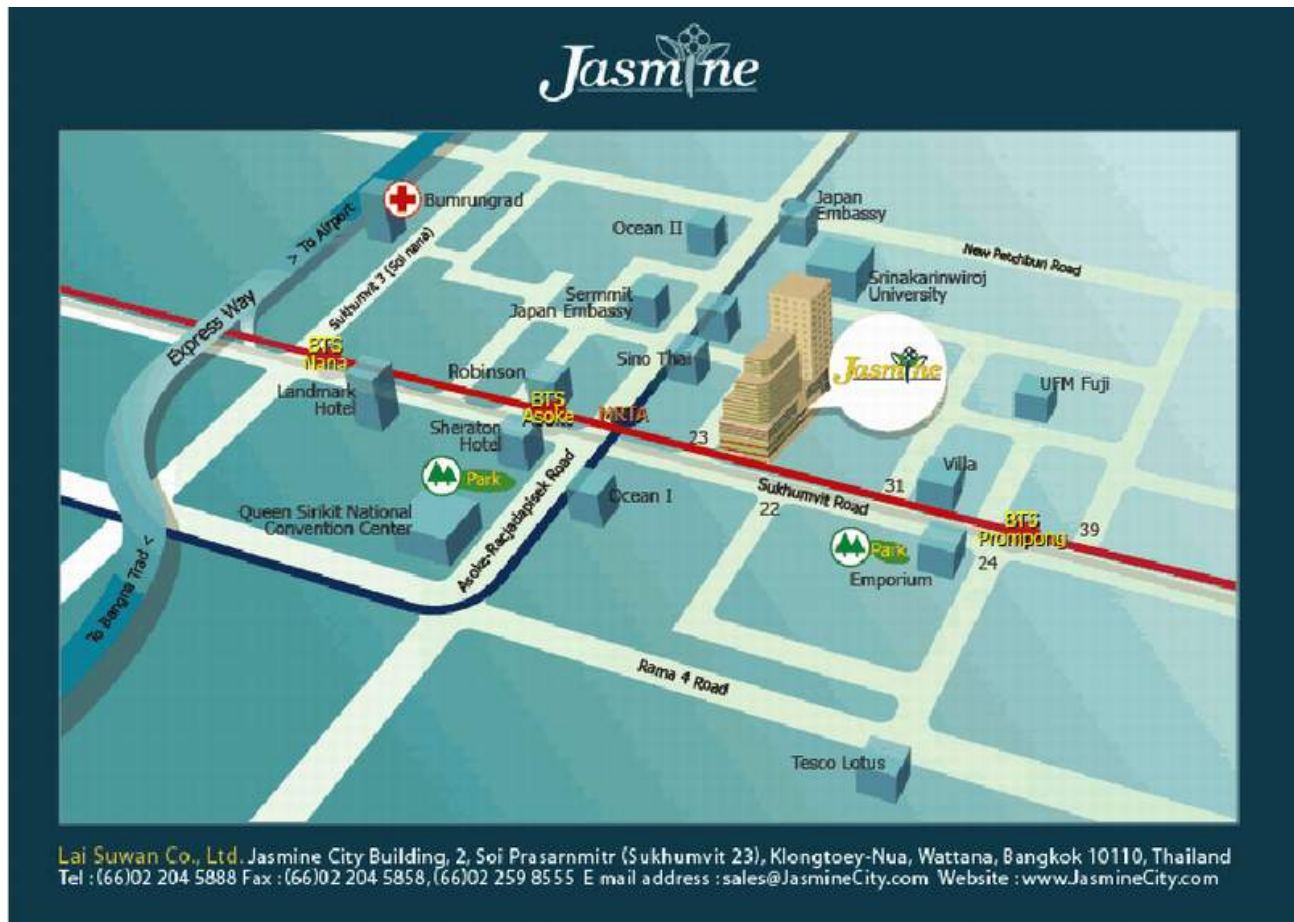 Jasmine
Bumrungrad
> To Airport
Sukhumvit 3 (Soi nana)
Express Way
Ocean II
Japan
Embassy
New Petchburi Road
Srinakarinwiroj
University
Sermmit
Japan Embassy
Sino Thai
Jasmine
UFM Fuji
BTS
Nana
Landmark
Hotel
Robinson
BTS
Asoke
MRTA
Sheraton
Hotel
23
Park
Queen Sirikit National
Convention Center
Asoke-Racjadapisek Road
Ocean I
Sukhumvit Road
22
31
Villa
BTS
Prompong
39
Park
Emporium
24
To Bangna Trad <
Rama 4 Road
Tesco Lotus
Lai Suwan Co., Ltd. Jasmine City Building, 2, Soi Prasarnmitr (Sukhumvit 23), Klongtoey-Nua, Wattana, Bangkok 10110, Thailand
Tel : (66)02 204 5888 Fax : (66)02 204 5858, (66)02 259 8555 E mail address : sales@JasmineCity.com Website : www.JasmineCity.com